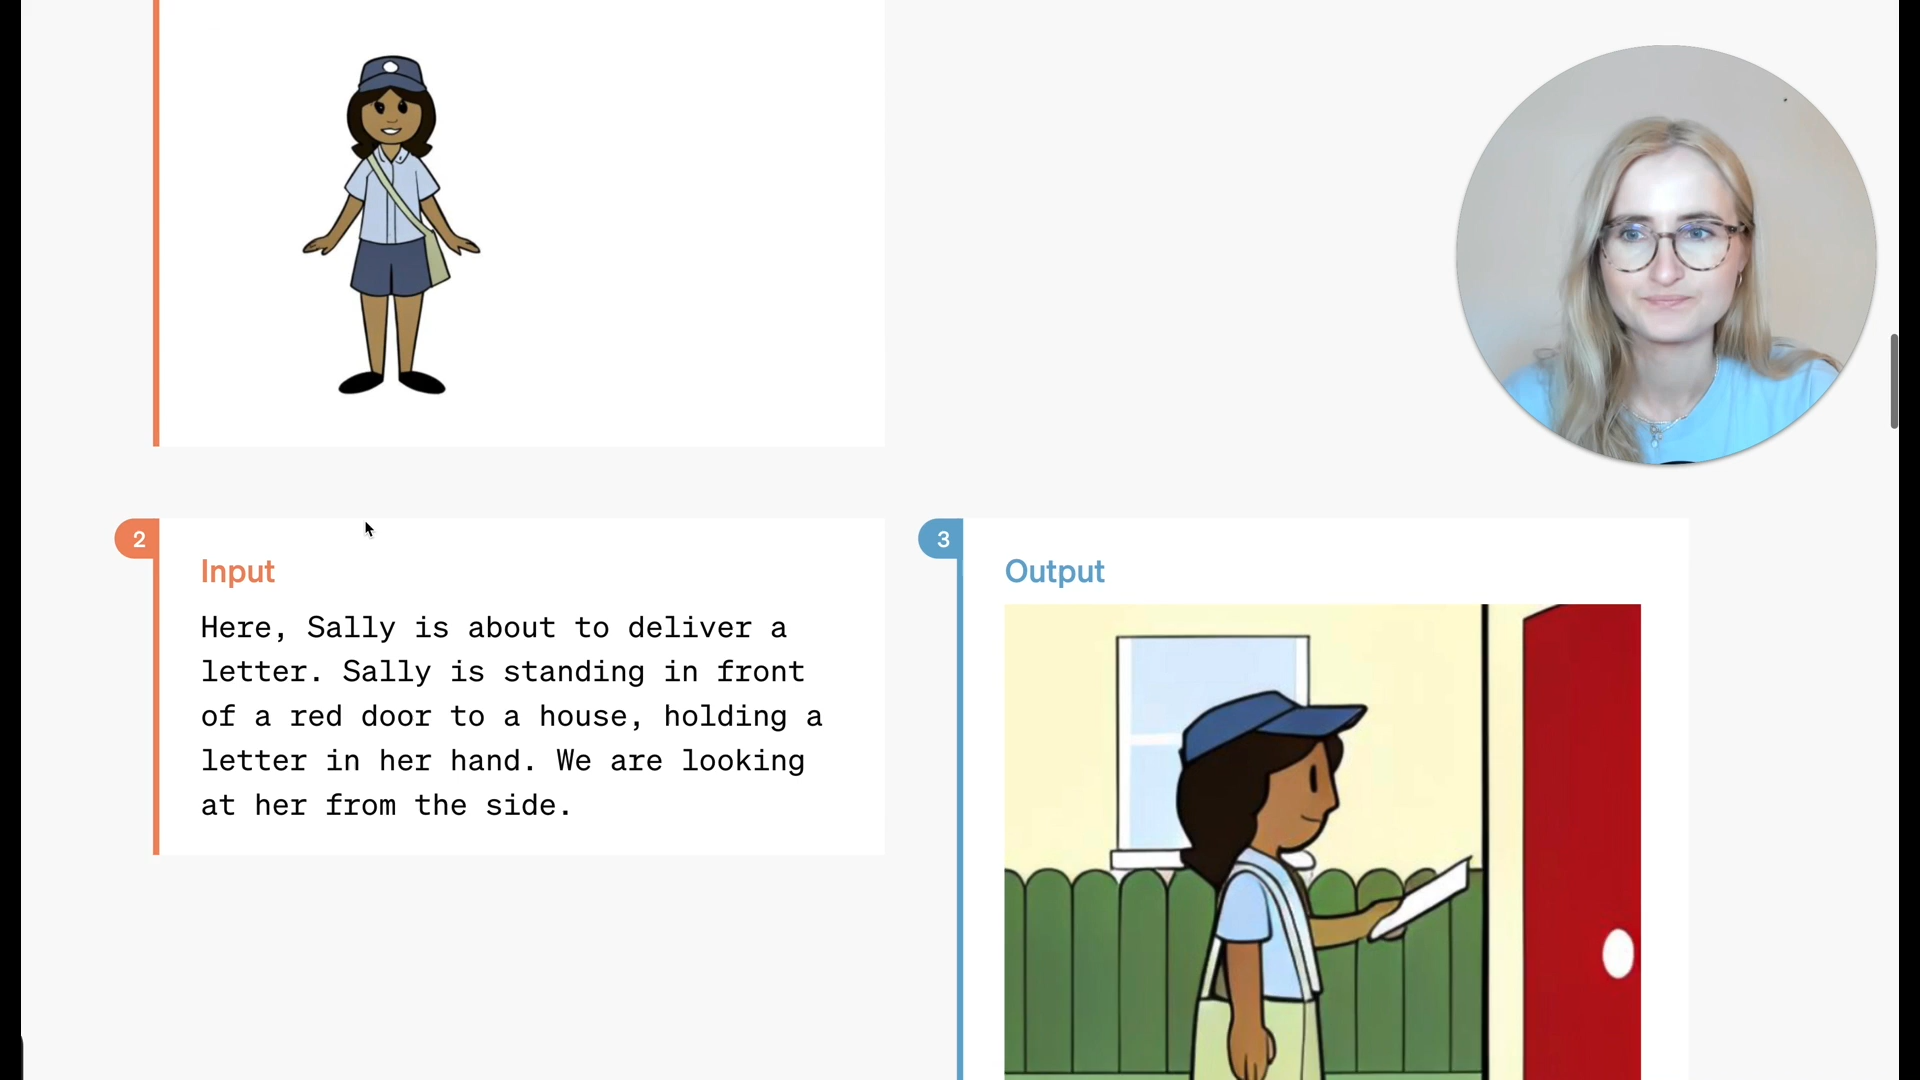 2
Input
Here, Sally is about to deliver a
letter. Sally is standing in front
of a red door to a house, holding a
letter in her hand. We are looking
at her from the side.
3
Output